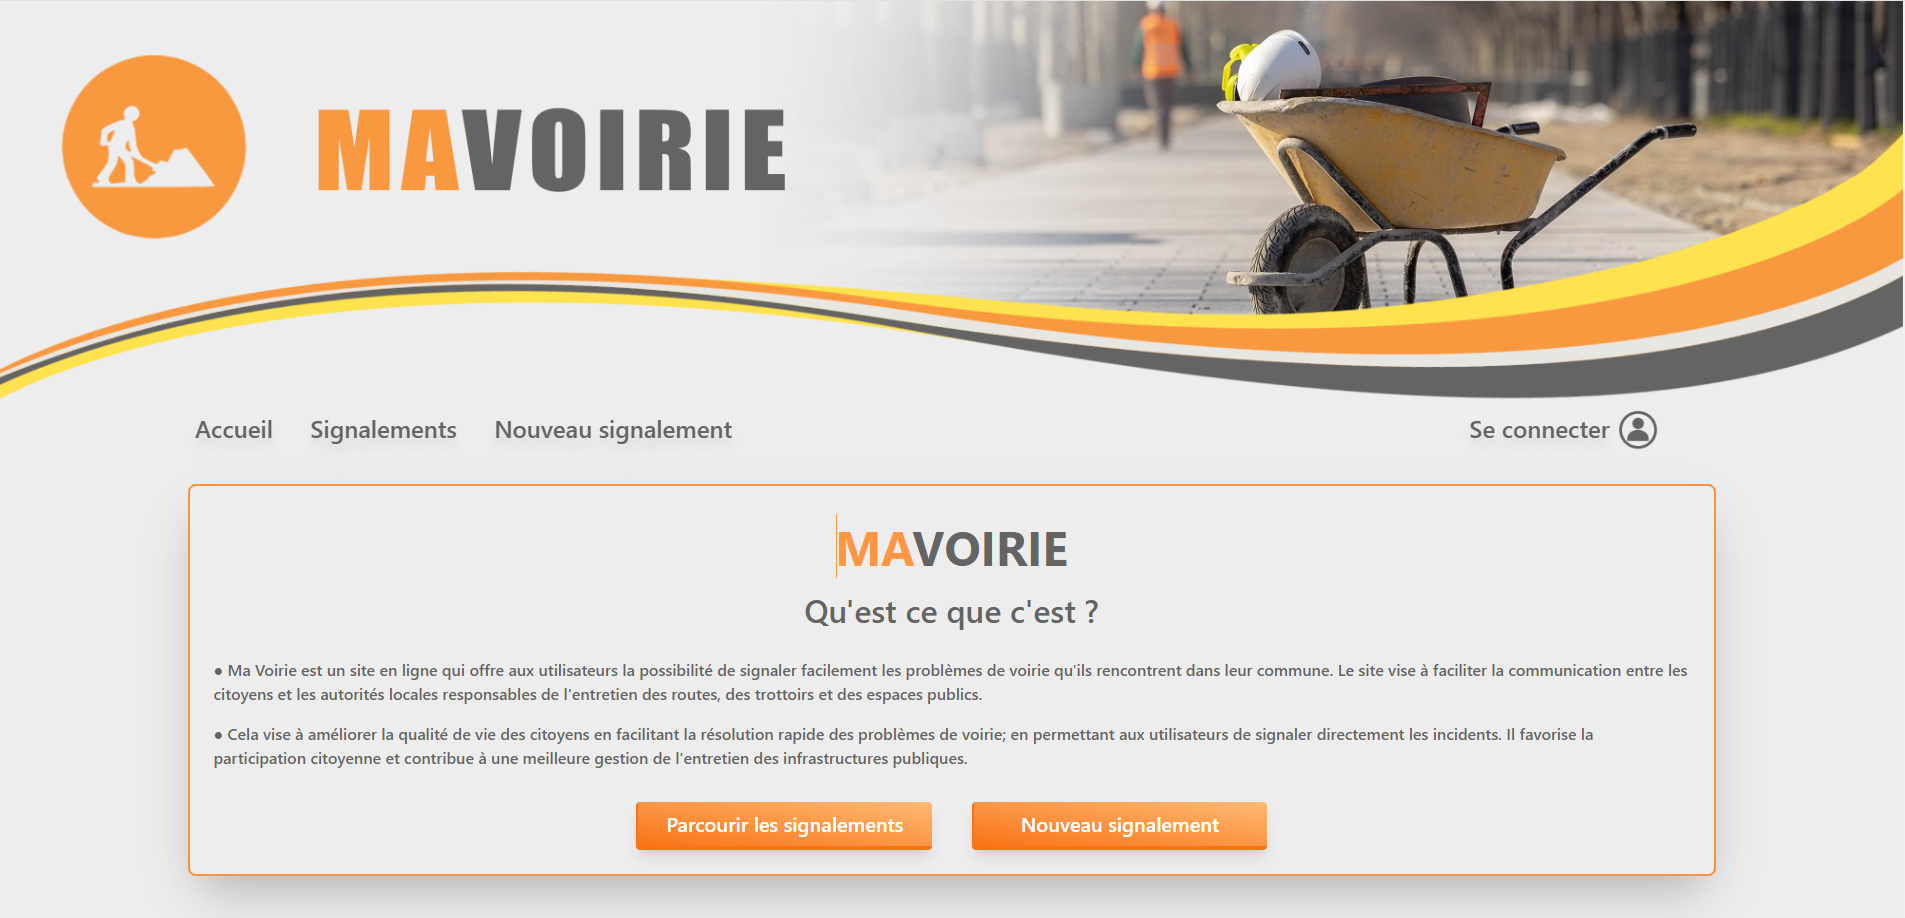 MAVOIRIE
Accueil Signalements Nouveau signalement Se connecter
MAVOIRIE
Qu'est ce que c'est ?
● Ma Voirie est un site en ligne qui offre aux utilisateurs la possibilité de signaler facilement les problèmes de voirie qu'ils rencontrent dans leur commune. Le site vise à faciliter la communication entre les
citoyens et les autorités locales responsables de l'entretien des routes, des trottoirs et des espaces publics.
● Cela vise à améliorer la qualité de vie des citoyens en facilitant la résolution rapide des problèmes de voirie; en permettant aux utilisateurs de signaler directement les incidents. Il favorise la
participation citoyenne et contribue à une meilleure gestion de l'entretien des infrastructures publiques.
Parcourir les signalements Nouveau signalement